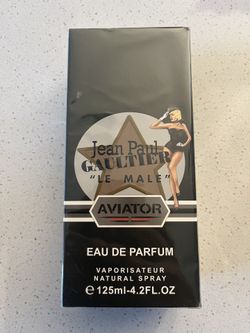 Jean Paul
GAULTIER
"LE MALE"
AVIATOR
EAU DE PARFUM
VAPORISATEUR
NATURAL SPRAY
℮125ml-4.2FL.OZ